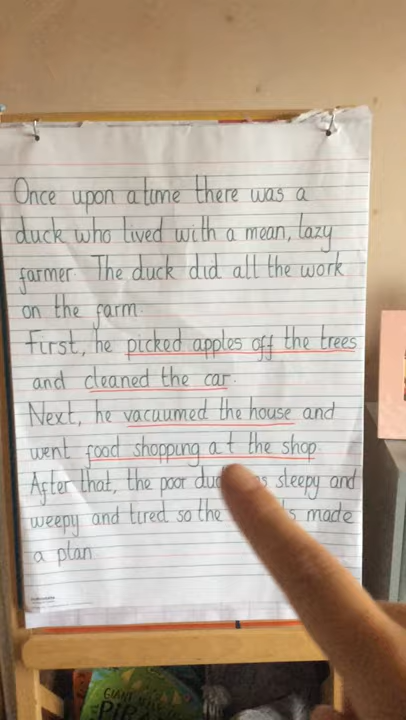 Once upon a time there was a
duck who lived with a mean, lazy
farmer. The duck did all the work
on the farm.
First, he picked apples off the trees
and cleaned the car.
Next, he vacuumed the house and
went food shopping at the shop
After that, the poor sleepy and
weepy and tired so the made
a plan
GIANT